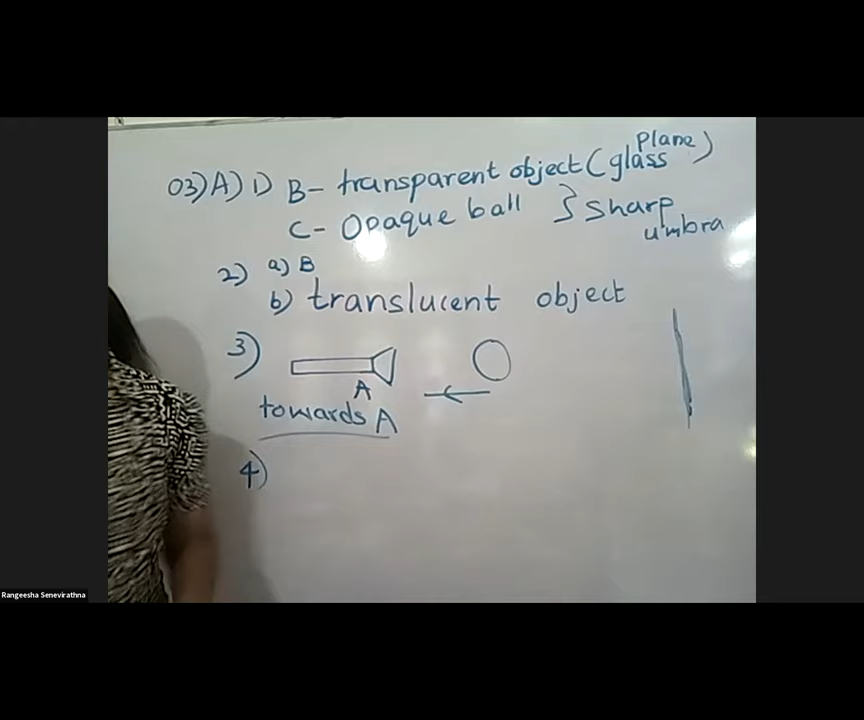 03) A) 1) B- transparent object (glass plane)
C- Opaque ball } sharp umbra
2) a) B
b) translucent object
3)
A
towards A
4)
Rangeesha Senevirathna